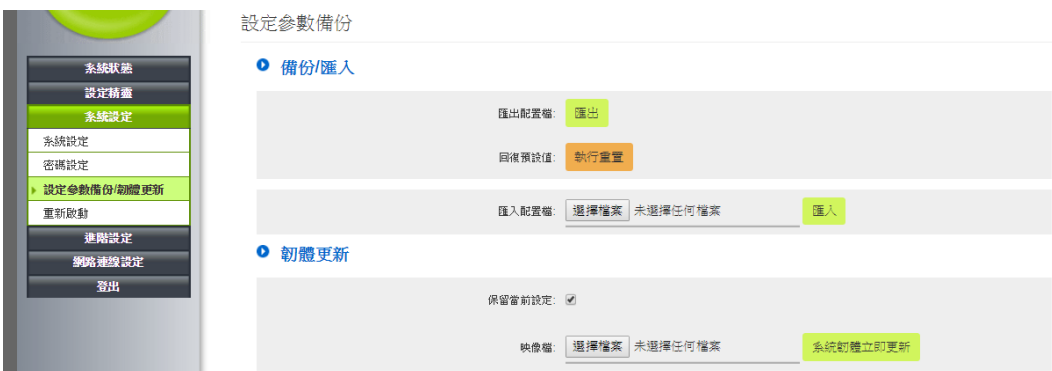 設定參數備份
系統狀態
設定精靈
系統設定
系統設定
密碼設定
設定參數備份/韌體更新
重新啟動
進階設定
網路連線設定
登出
備份/匯入
匯出配置檔: 匯出
回復預設值: 執行重置
匯入配置檔: 選擇檔案 未選擇任何檔案 匯入
韌體更新
保留當前設定:
映像檔: 選擇檔案 未選擇任何檔案 系統韌體立即更新